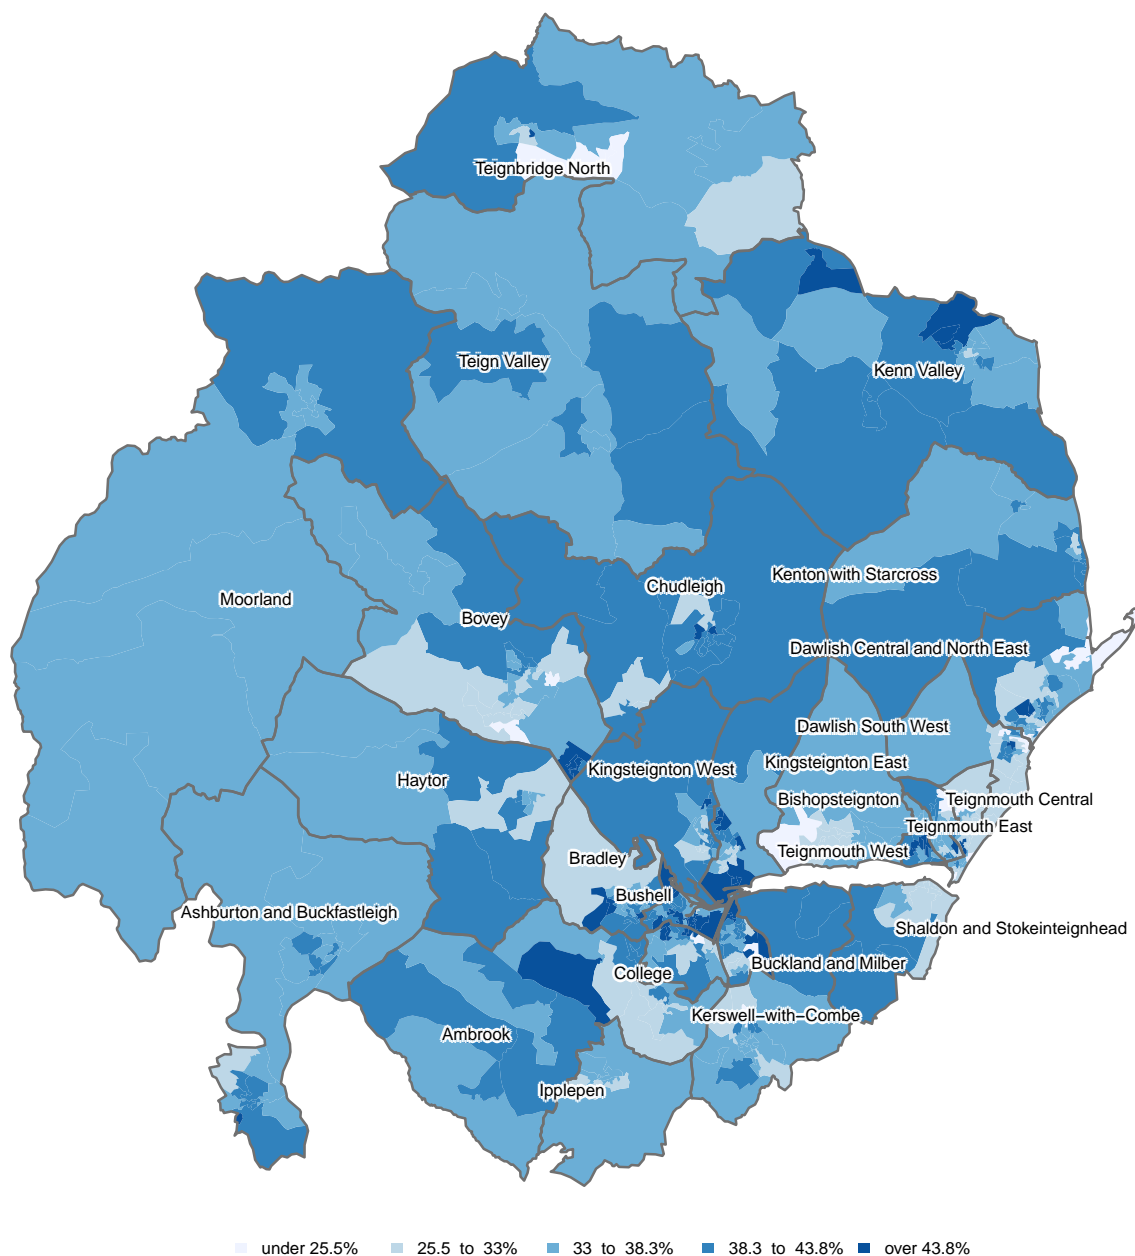 Teignbridge North
Teign Valley
Kenn Valley
Kenton with Starcross
Chudleigh
Moorland
Bovey
Dawlish Central and North East
Dawlish South West
Kingsteignton East
Kingsteignton West
Haytor
Bishopsteignton
Teignmouth Central
Teignmouth East
Teignmouth West
Bradley
Bushell
Ashburton and Buckfastleigh
Shaldon and Stokeinteignhead
Buckland and Milber
College
Kerswell−with−Combe
Ambrook
Ipplepen
under 25.5% 25.5 to 33% 33 to 38.3% 38.3 to 43.8% over 43.8%